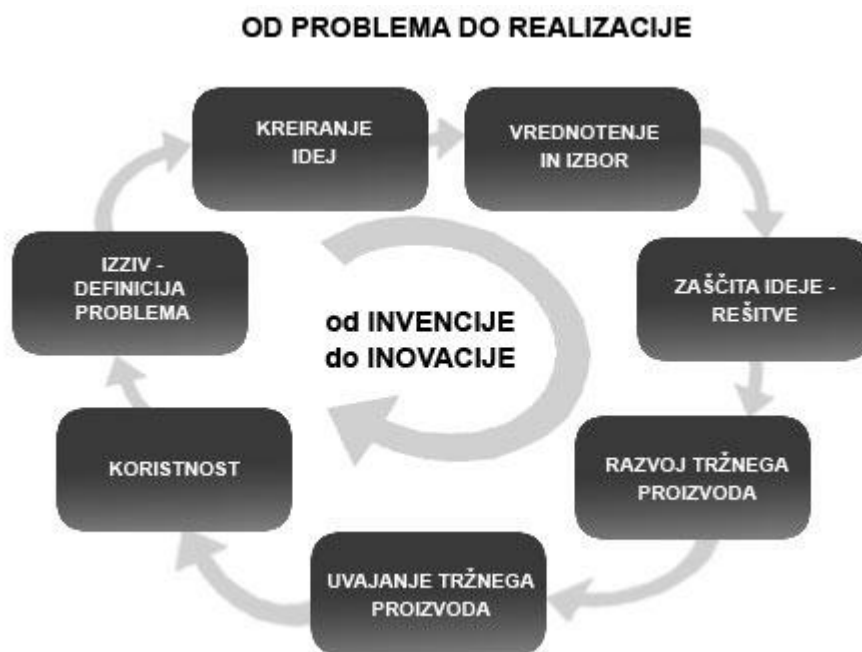 OD PROBLEMA DO REALIZACIJE
KREIRANJE
IDEJ
VREDNOTENJE
IN IZBOR
IZZIV -
DEFINICIJA
PROBLEMA
ZAŠČITA IDEJE -
REŠITVE
od INVENCIJE
do INOVACIJE
KORISTNOST
RAZVOJ TRŽNEGA
PROIZVODA
UVAJANJE TRŽNEGA
PROIZVODA